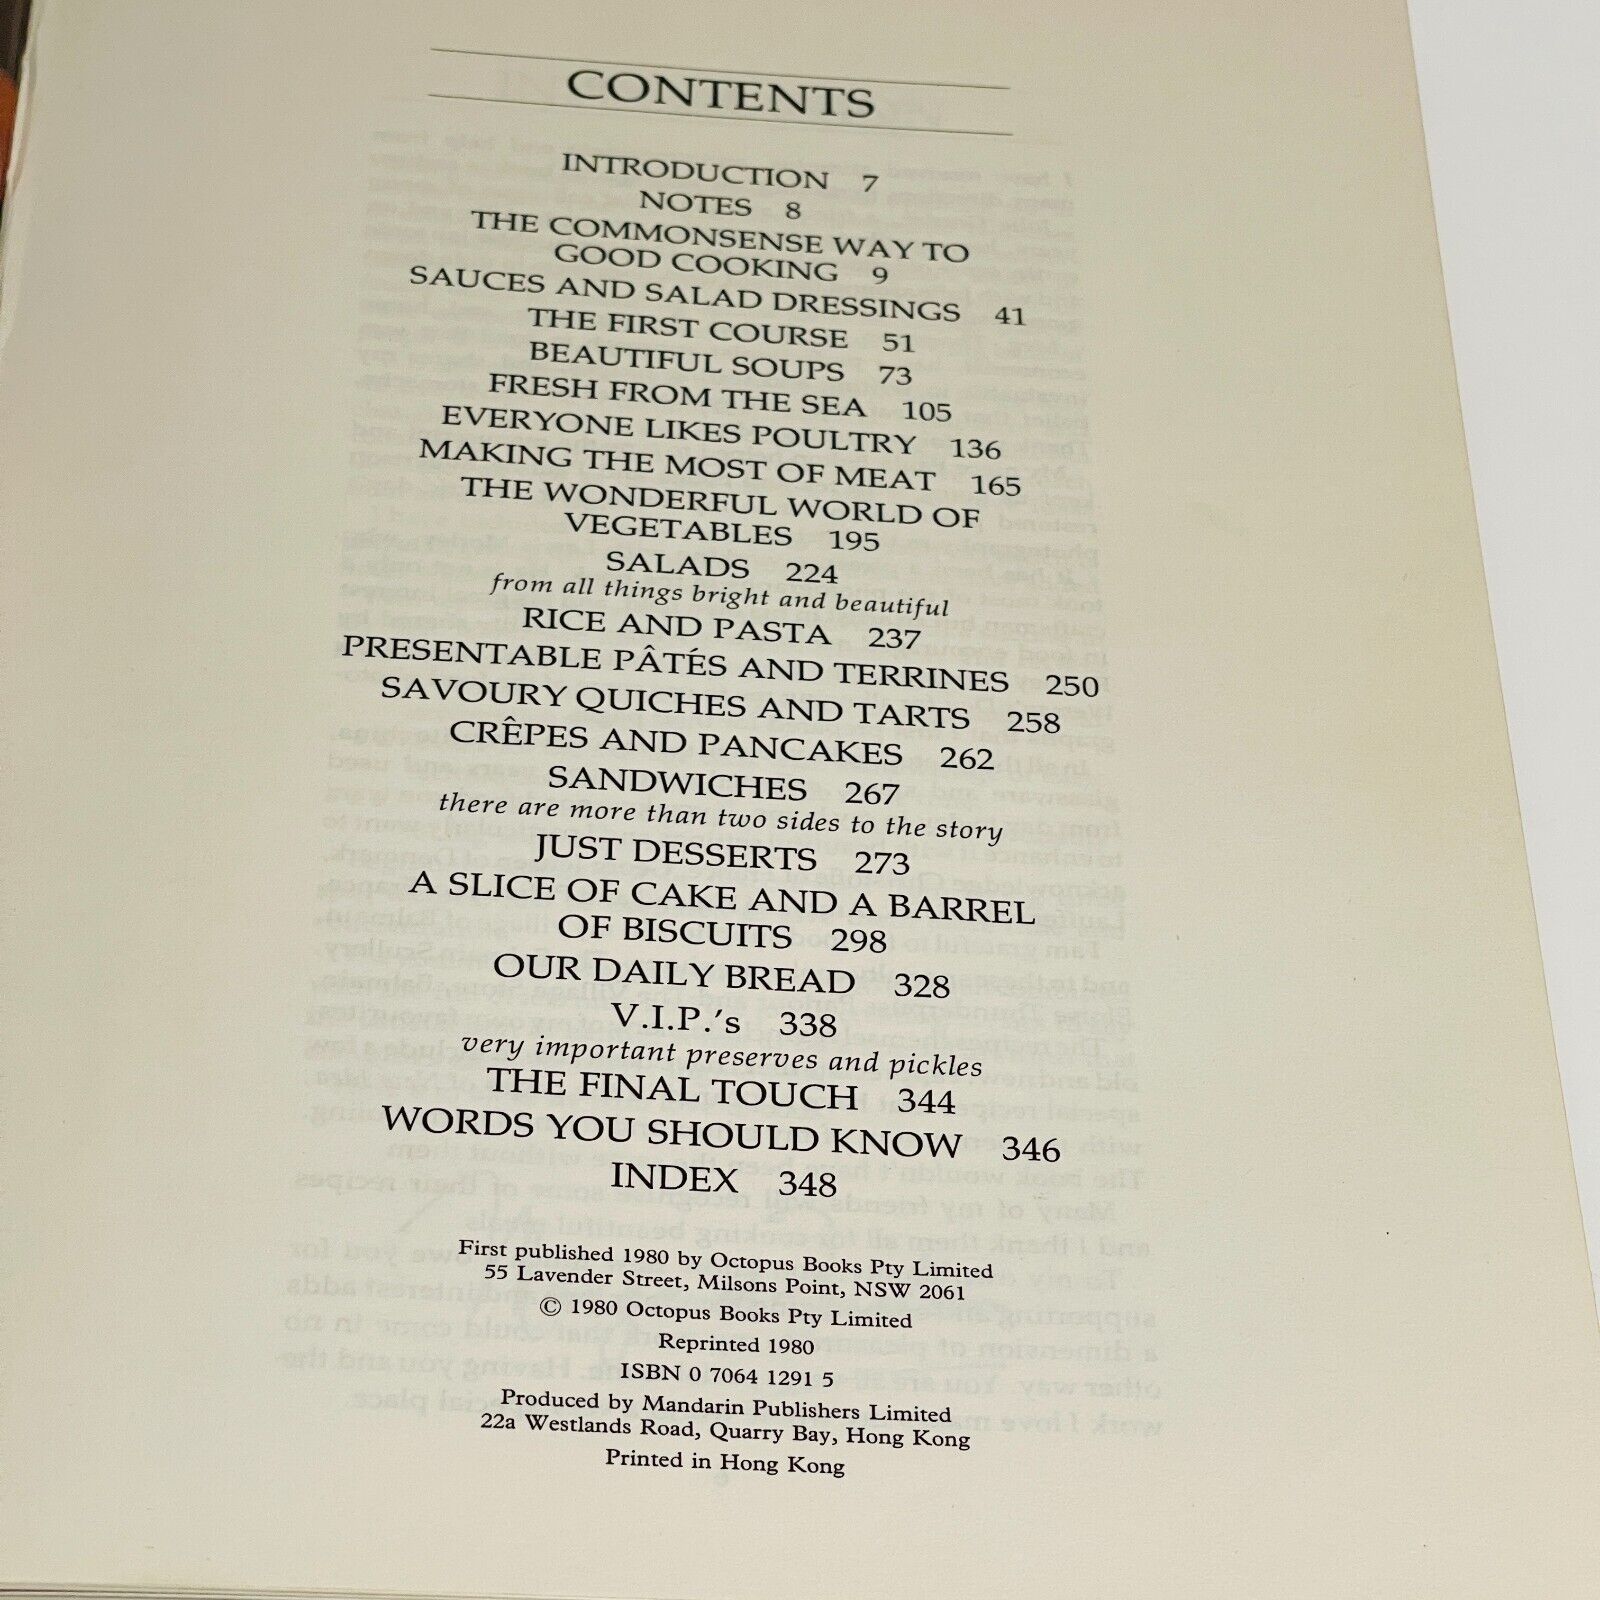 CONTENTS
INTRODUCTION 7
NOTES 8
THE COMMONSENSE WAY TO
GOOD COOKING 9
SAUCES AND SALAD DRESSINGS 41
THE FIRST COURSE 51
BEAUTIFUL SOUPS 73
FRESH FROM THE SEA 105
EVERYONE LIKES POULTRY 136
MAKING THE MOST OF MEAT 165
THE WONDERFUL WORLD OF
VEGETABLES 195
SALADS 224
from all things bright and beautiful
RICE AND PASTA 237
PRESENTABLE PÂTÉS AND TERRINES 250
SAVOURY QUICHES AND TARTS 258
CRÊPES AND PANCAKES 262
SANDWICHES 267
there are more than two sides to the story
JUST DESSERTS 273
A SLICE OF CAKE AND A BARREL
OF BISCUITS 298
OUR DAILY BREAD 328
V.I.P.'s 338
very important preserves and pickles
THE FINAL TOUCH 344
WORDS YOU SHOULD KNOW 346
INDEX 348
First published 1980 by Octopus Books Pty Limited
55 Lavender Street, Milsons Point, NSW 2061
© 1980 Octopus Books Pty Limited
Reprinted 1980
ISBN 0 7064 1291 5
Produced by Mandarin Publishers Limited
22a Westlands Road, Quarry Bay, Hong Kong
Printed in Hong Kong